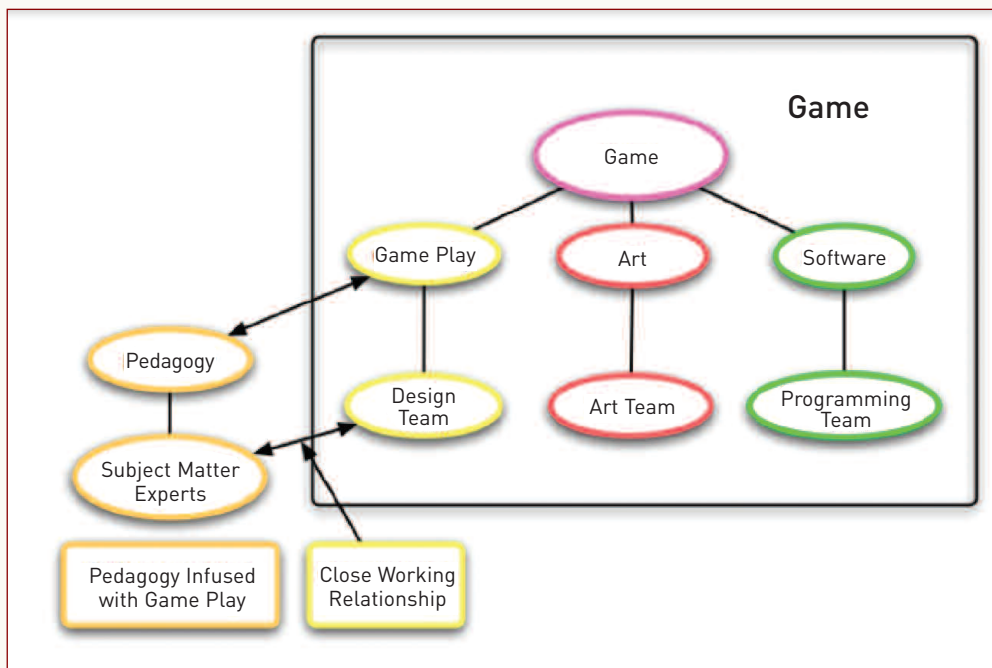 Game
Game
Game Play
Art
Software
Pedagogy
Design
Team
Art Team
Programming
Team
Subject Matter
Experts
Pedagogy Infused
with Game Play
Close Working
Relationship